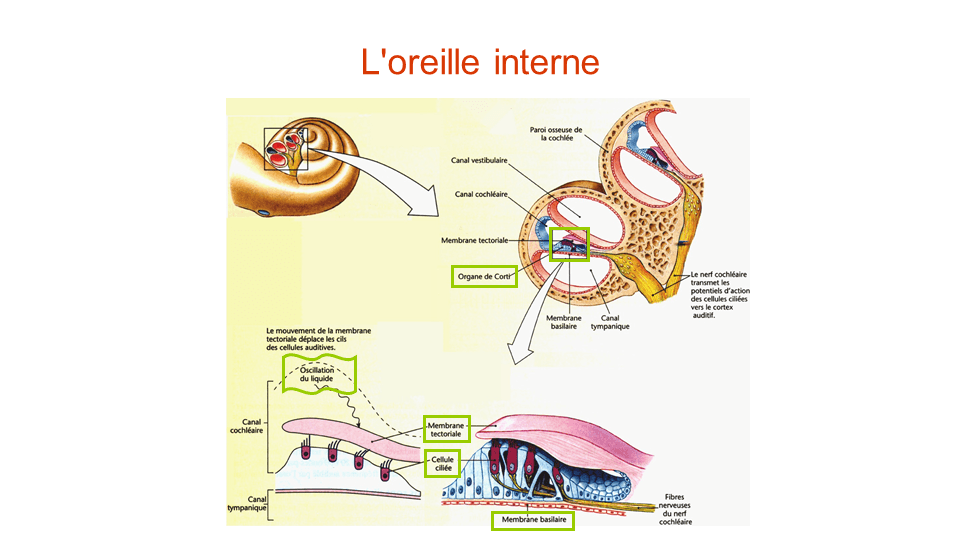 L'oreille interne
Paroi osseuse de
la cochlée
Canal vestibulaire
Canal cochléaire
Membrane tectoriale
Organe de Corti
Le nerf cochléaire
transmet les
potentiels d'action
des cellules ciliées
vers le cortex
auditif.
Membrane
basilaire
Canal
tympanique
Le mouvement de la membrane
tectoriale déplace les cils
des cellules auditives.
Oscillation
du liquide
Canal
cochléaire
Membrane
tectoriale
Cellule
ciliée
Canal
tympanique
Membrane basilaire
Fibres
nerveuses
du nerf
cochléaire